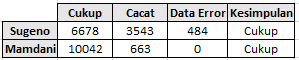 Cukup Cacat Data Error Kesimpulan
Sugeno 6678 3543 484 Cukup
Mamdani 10042 663 0 Cukup